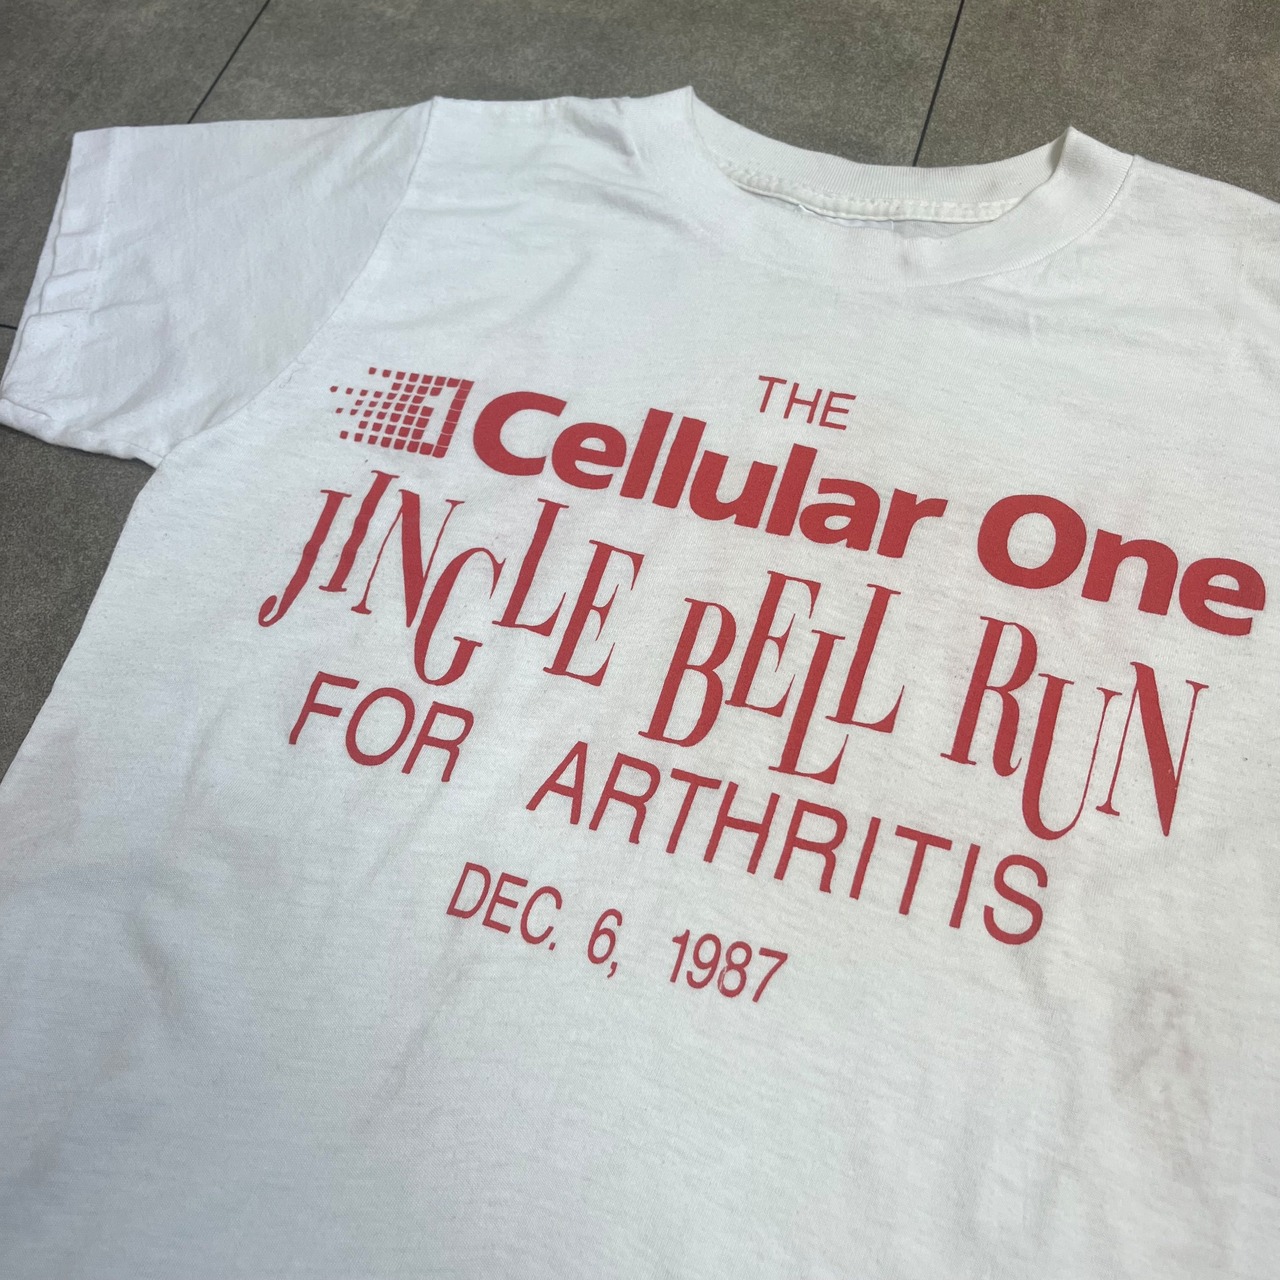 THE
Cellular One
JINGLE BELL RUN
FOR ARTHRITIS
DEC. 6, 1987